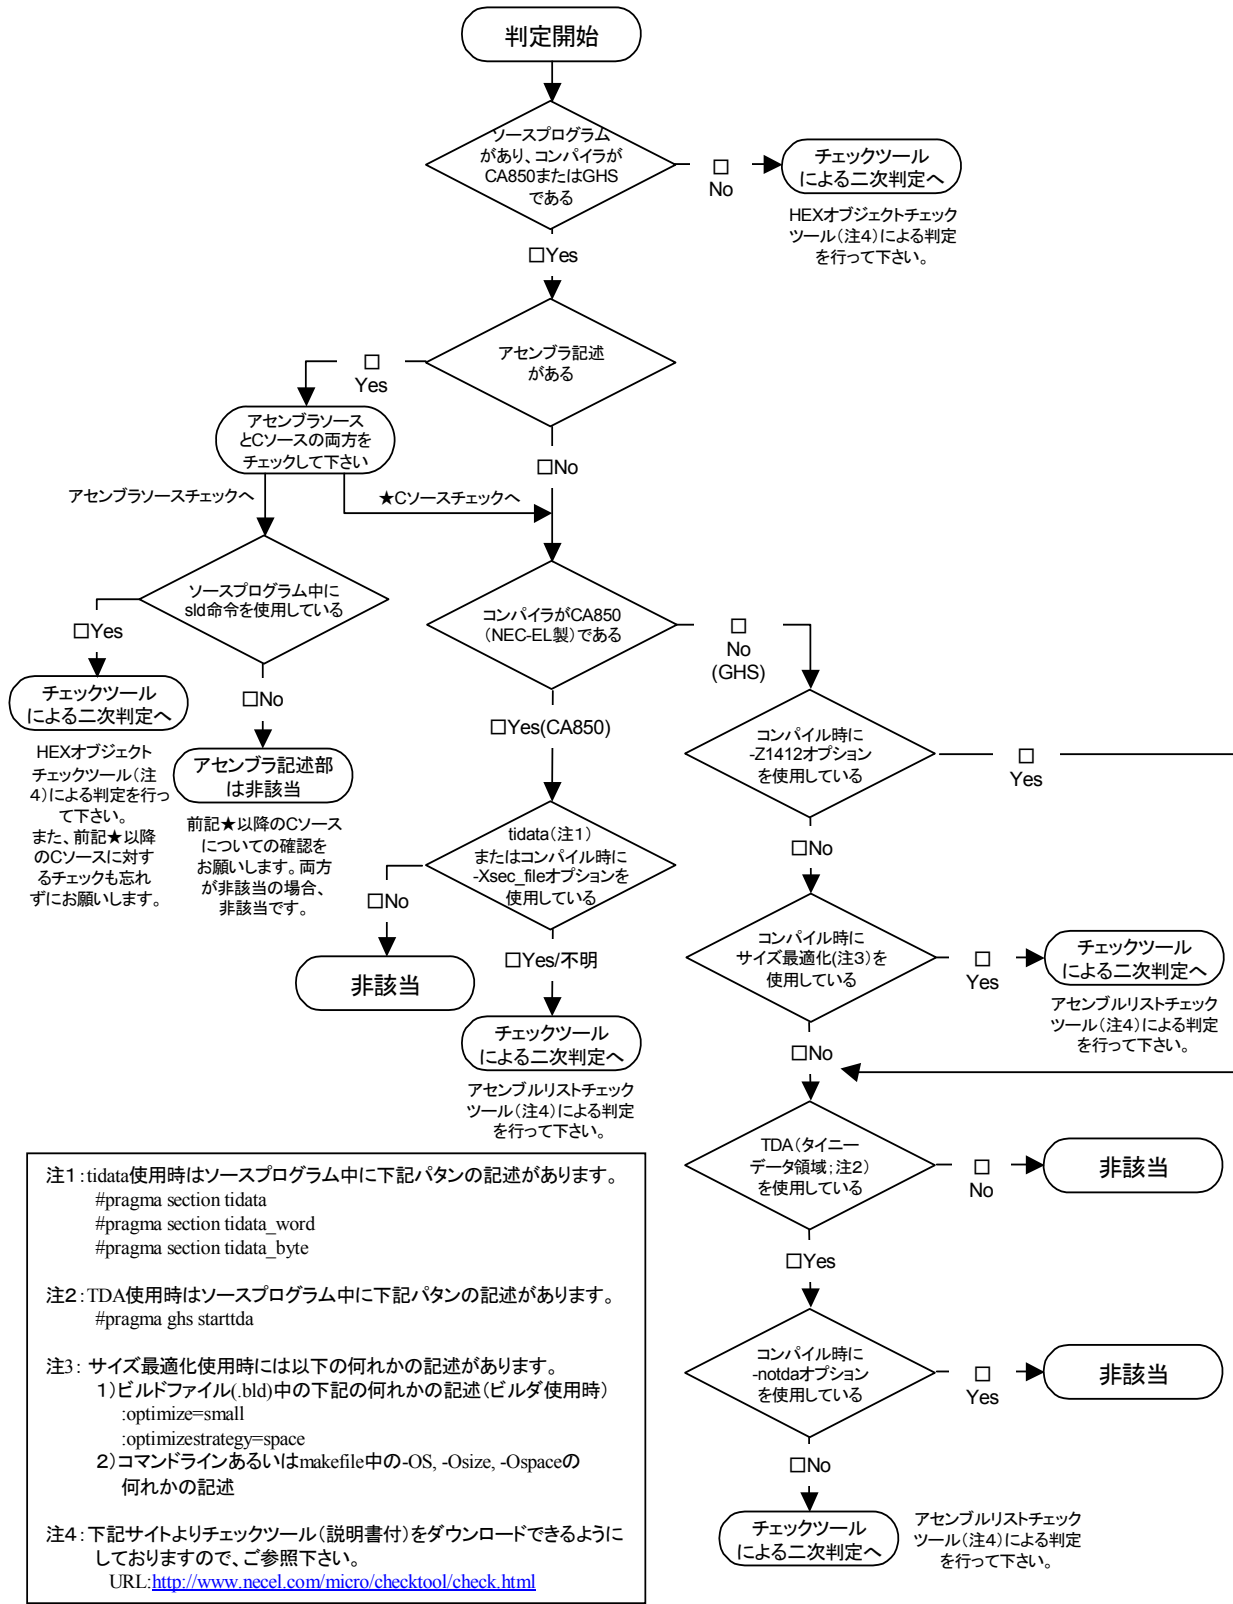 判定開始
ソースプログラム
があり、コンパイラが
CA850またはGHS
である
□
No
チェックツール
による二次判定へ
HEXオブジェクトチェック
ツール（注４）による判定
を行って下さい。
□Yes
アセンブラ記述
がある
□
Yes
アセンブラソース
とCソースの両方を
チェックして下さい
□No
アセンブラソースチェックへ
★Cソースチェックへ
ソースプログラム中に
sld命令を使用している
□Yes
チェックツール
による二次判定へ
HEXオブジェクト
チェックツール（注
４）による判定を行っ
て下さい。
また、前記★以降
のCソースに対す
るチェックも忘れ
ずにお願いします。
□No
アセンブラ記述部
は非該当
前記★以降のCソース
についての確認を
お願いします。両方
が非該当の場合、
非該当です。
コンパイラがCA850
（NEC-EL製）である
□
No
(GHS)
□Yes(CA850)
tidata（注１）
またはコンパイル時に
-Xsec_fileオプションを
使用している
□No
非該当
□Yes/不明
チェックツール
による二次判定へ
アセンブルリストチェック
ツール（注４）による判定
を行って下さい。
コンパイル時に
-Z1412オプション
を使用している
□
Yes
□No
コンパイル時に
サイズ最適化(注３)を
使用している
□
Yes
チェックツール
による二次判定へ
アセンブルリストチェック
ツール（注４）による判定
を行って下さい。
□No
TDA（タイニー
データ領域；注２）
を使用している
□
No
非該当
□Yes
コンパイル時に
-notdaオプション
を使用している
□
Yes
非該当
□No
チェックツール
による二次判定へ
アセンブルリストチェック
ツール（注４）による判定
を行って下さい。
注１：tidata使用時はソースプログラム中に下記パタンの記述があります。
#pragma section tidata
#pragma section tidata_word
#pragma section tidata_byte
注２：TDA使用時はソースプログラム中に下記パタンの記述があります。
#pragma ghs starttda
注3： サイズ最適化使用時には以下の何れかの記述があります。
１）ビルドファイル(.bld)中の下記の何れかの記述（ビルダ使用時）
:optimize=small
:optimizestrategy=space
２）コマンドラインあるいはmakefile中の-OS, -Osize, -Ospaceの
何れかの記述
注４：下記サイトよりチェックツール（説明書付）をダウンロードできるように
しておりますので、ご参照下さい。
URL:http://www.necel.com/micro/checktool/check.html